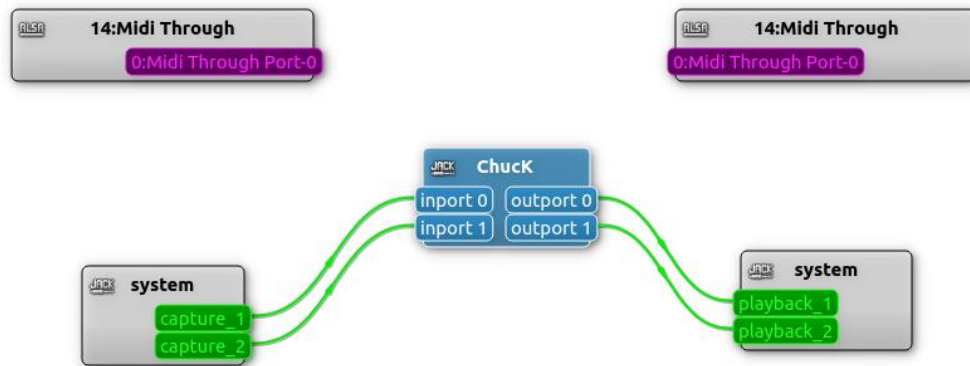 ALSA 14:Midi Through
0:Midi Through Port-0
ALSA 14:Midi Through
0:Midi Through Port-0
JACK ChucK
inport 0 outport 0
inport 1 outport 1
JACK system
capture_1
capture_2
JACK system
playback_1
playback_2